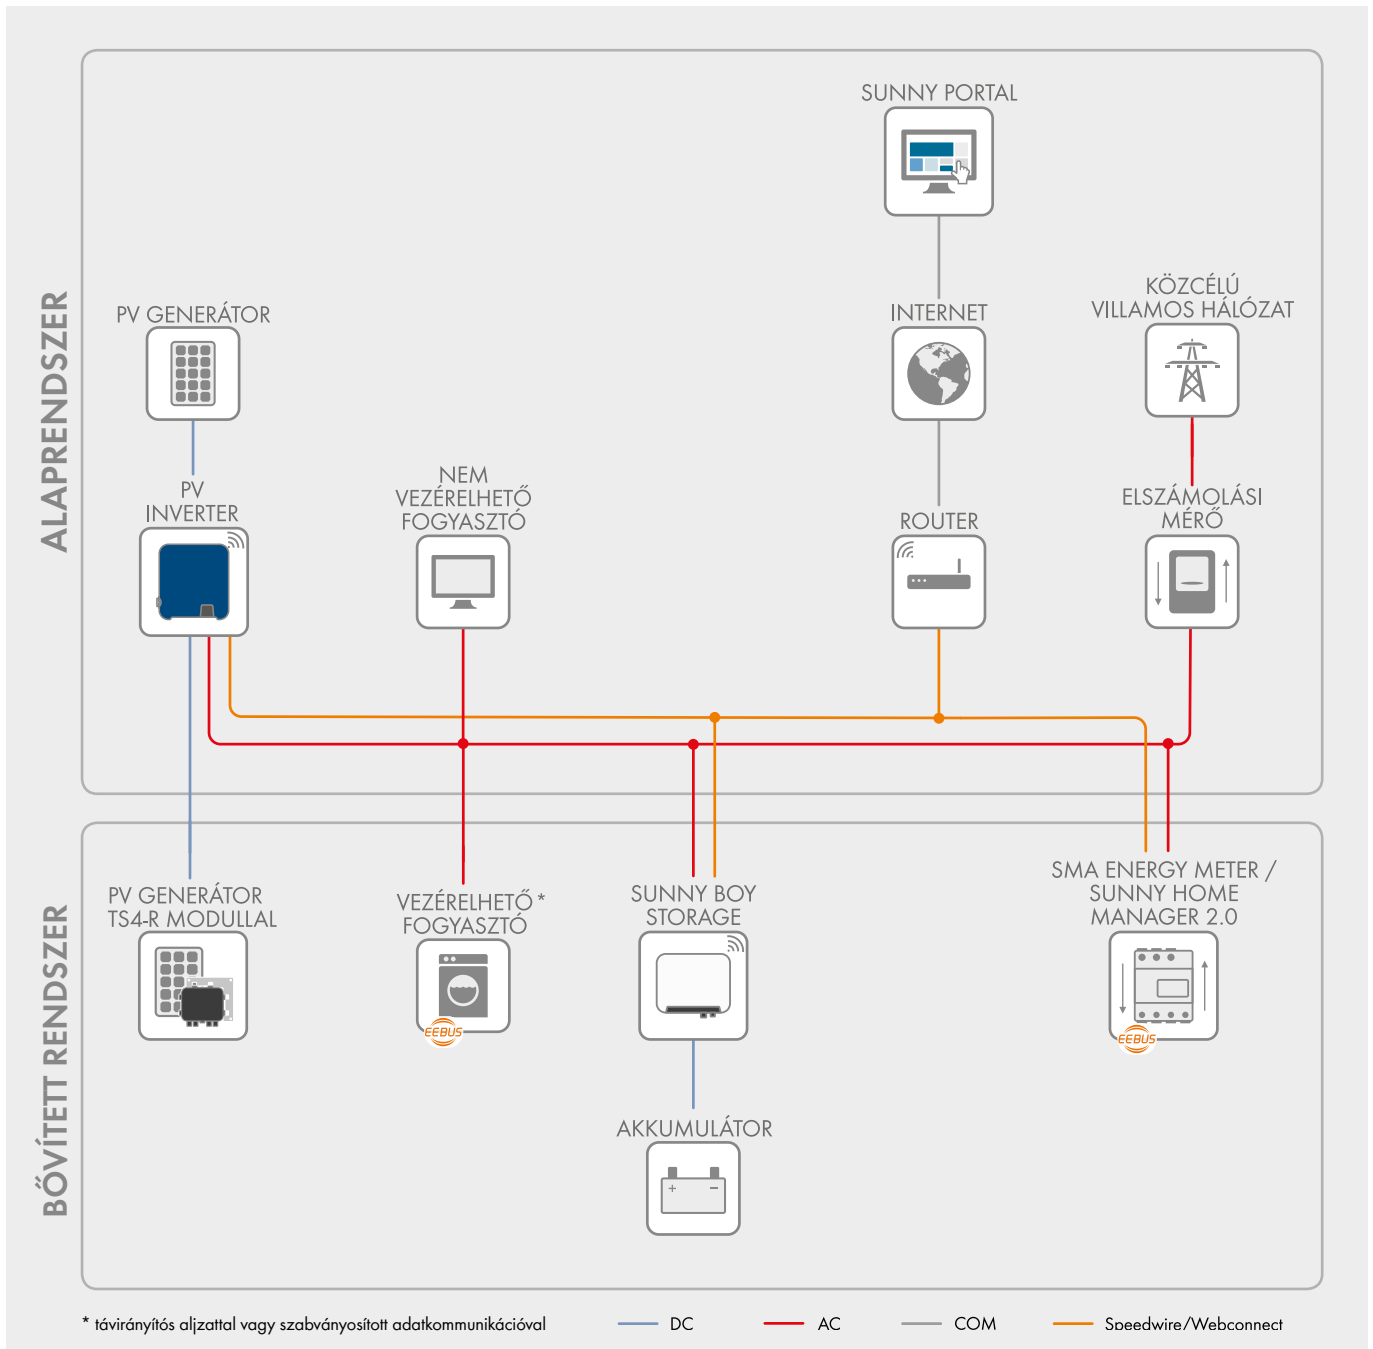 ALAPRENDSZER
SUNNY PORTAL
PV GENERÁTOR
INTERNET
KÖZCÉLÚ
VILLAMOS HÁLÓZAT
PV
INVERTER
NEM
VEZÉRELHETŐ
FOGYASZTÓ
ROUTER
ELSZÁMOLÁSI
MÉRŐ
BŐVÍTETT RENDSZER
PV GENERÁTOR
TS4-R MODULLAL
VEZÉRELHETŐ *
FOGYASZTÓ
EEBUS
SUNNY BOY
STORAGE
SMA ENERGY METER /
SUNNY HOME
MANAGER 2.0
EEBUS
AKKUMULÁTOR
+ −
* távirányítós aljzattal vagy szabványosított adatkommunikációval
DC
AC
COM
Speedwire/Webconnect